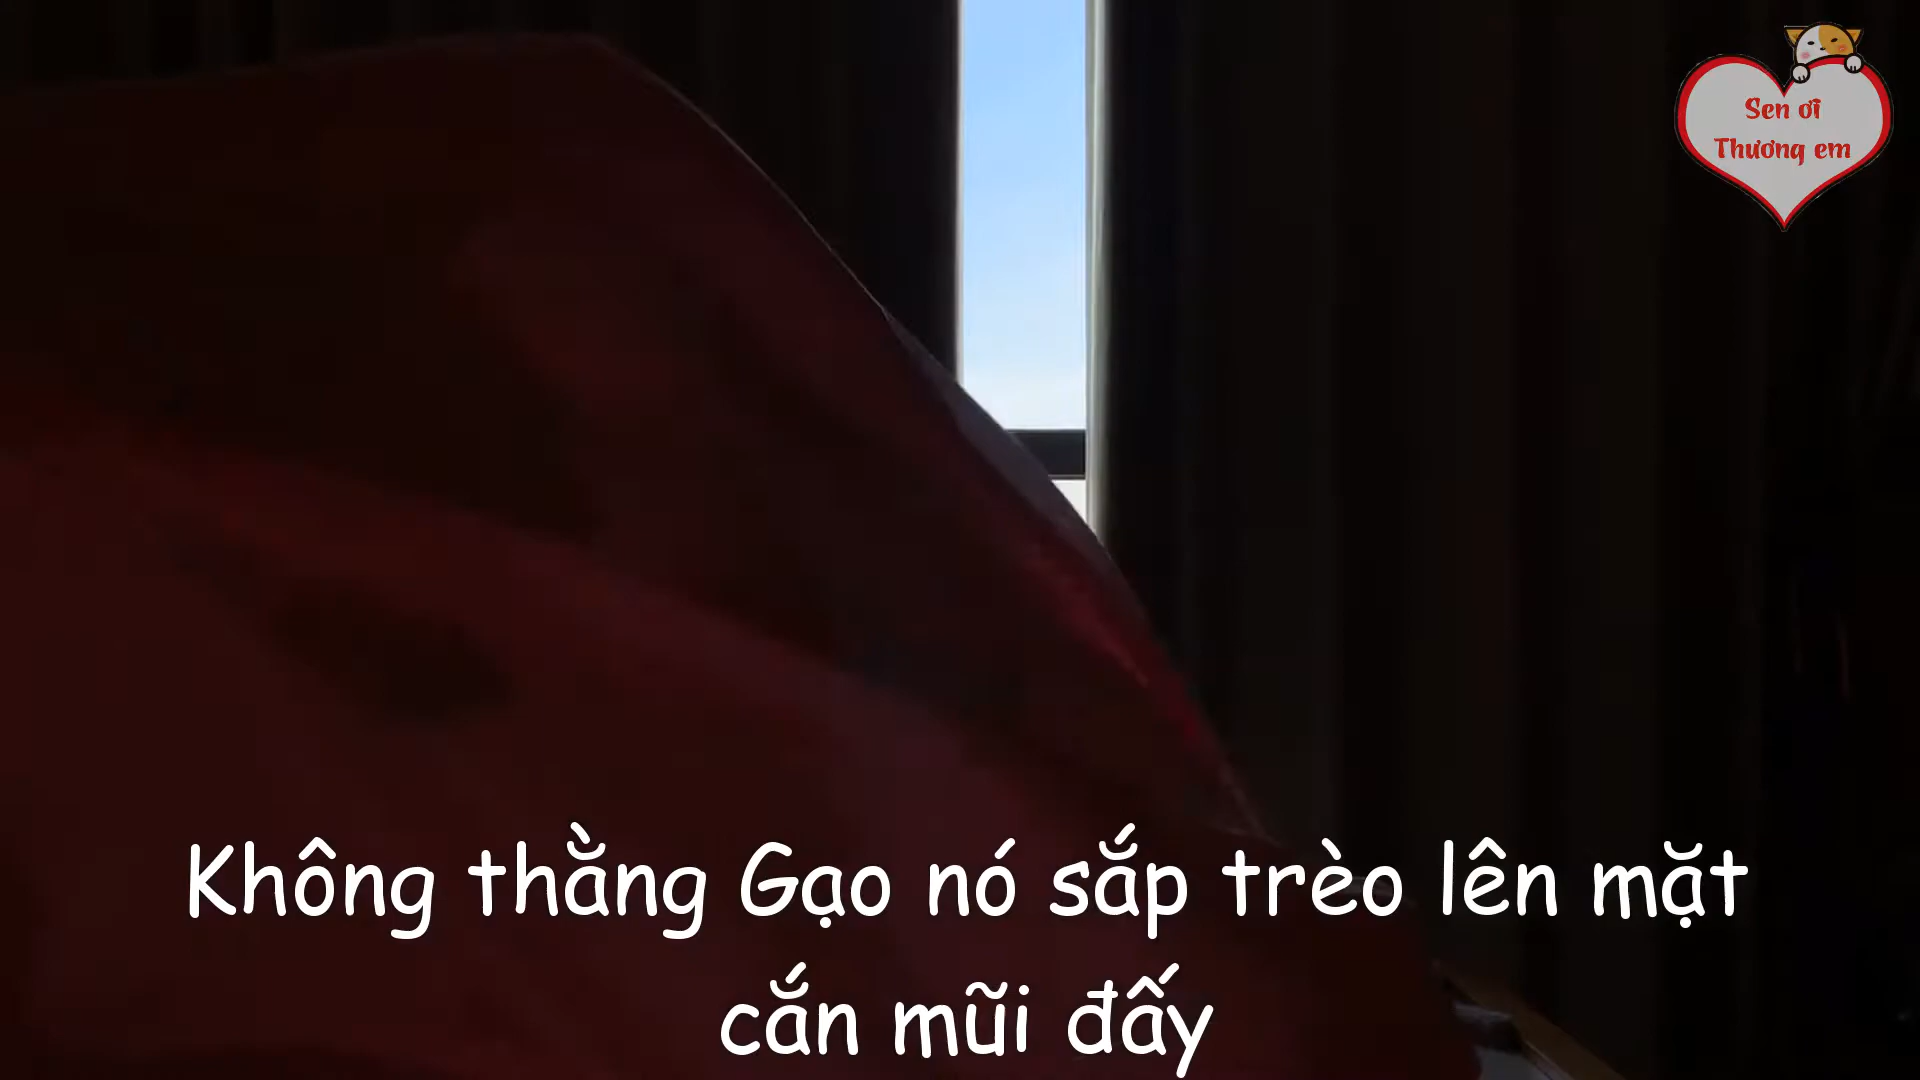 Sen ơi
Thương em
Không thằng Gạo nó sắp trèo lên mặt
cắn mũi đấy